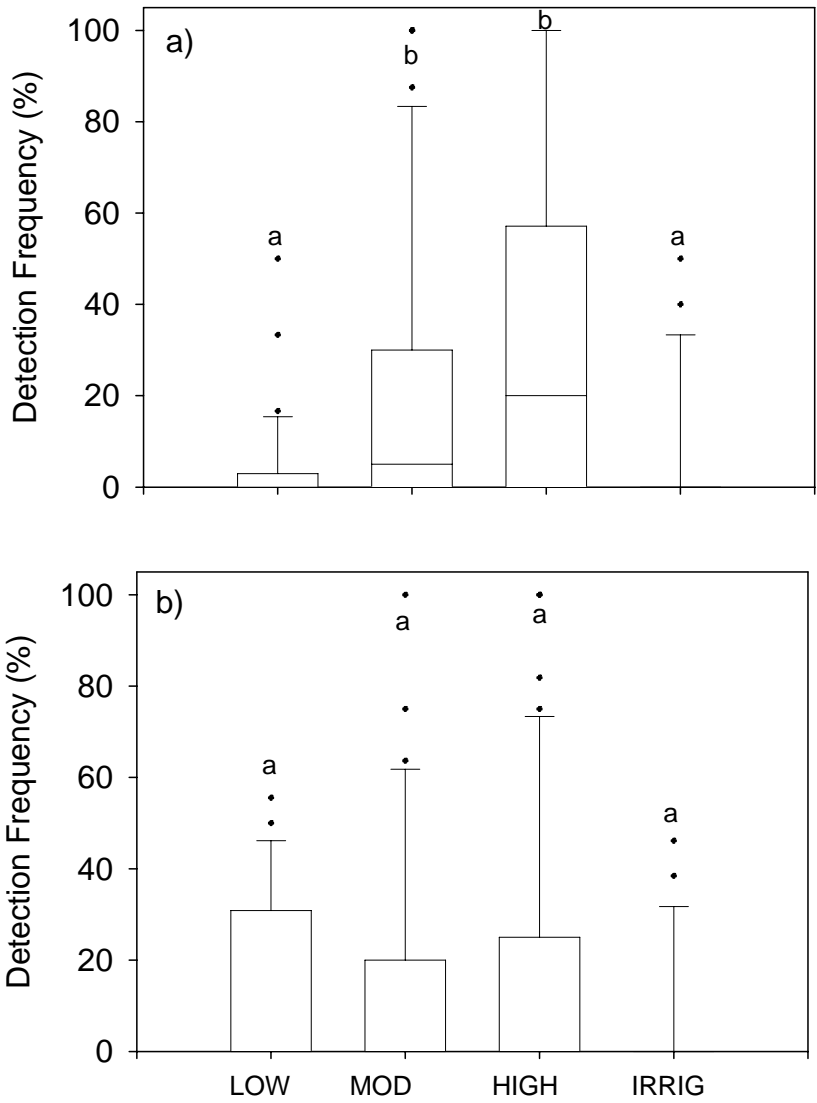 a)
Detection Frequency (%)
100
80
60
40
20
0
a
b
b
a
b)
Detection Frequency (%)
100
80
60
40
20
0
a
a
a
a
LOW MOD HIGH IRRIG